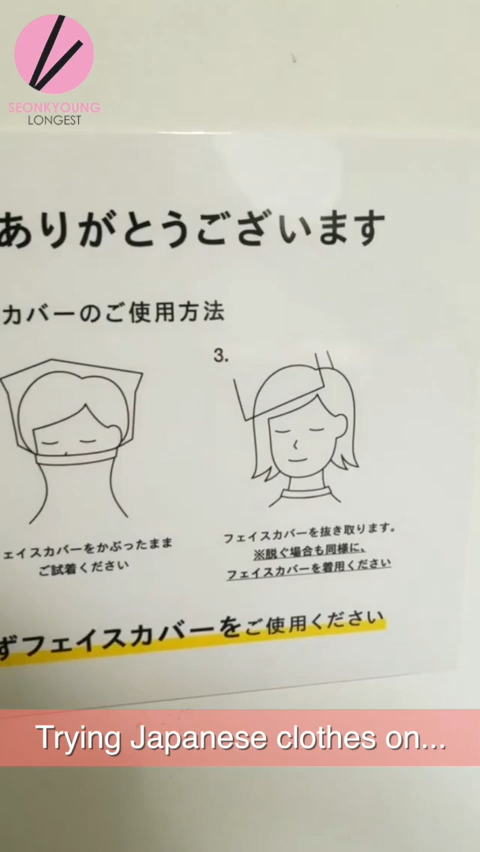 SEONKYOUNG
LONGEST
ありがとうございます
カバーのご使用方法
3.
ェイスカバーをかぶったまま
ご試着ください
フェイスカバーを抜き取ります。
※脱ぐ場合も同様に、
フェイスカバーを着用ください
ずフェイスカバーをご使用ください
Trying Japanese clothes on...